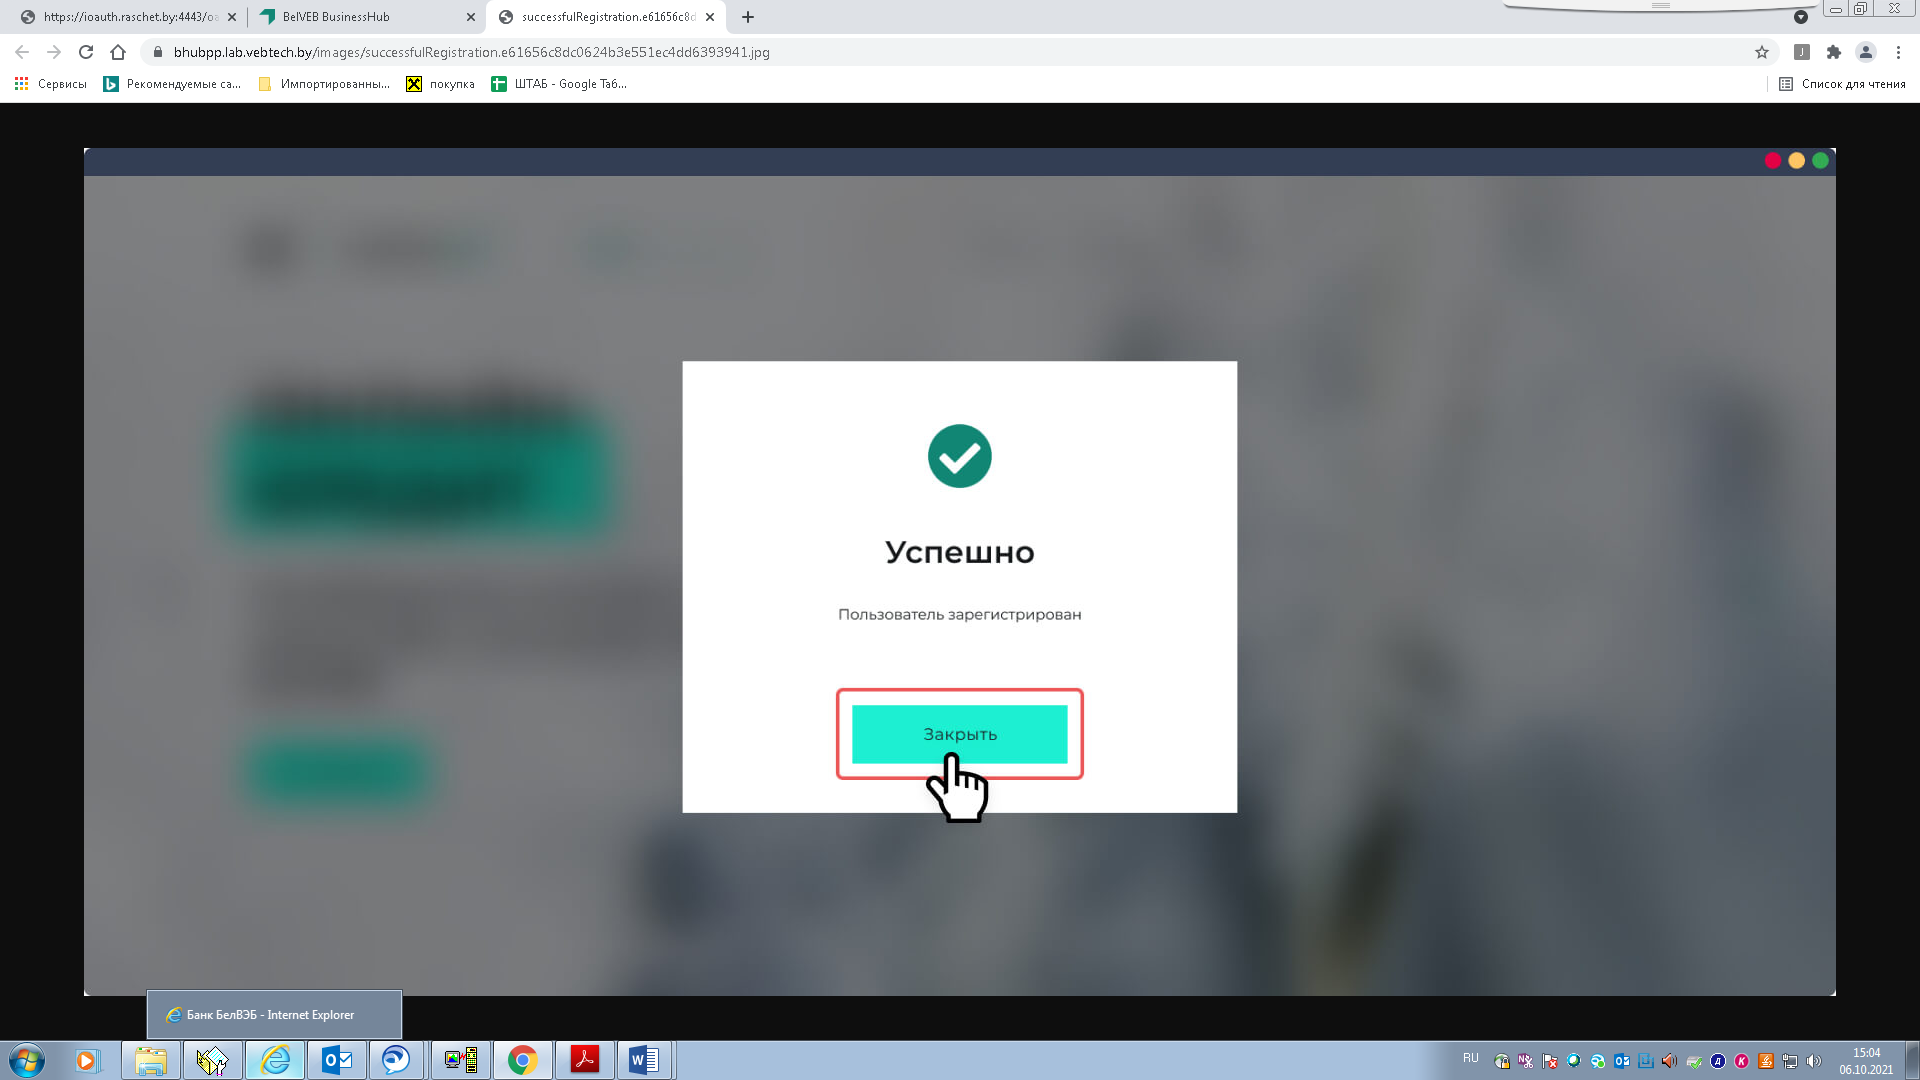 https://ioauth.raschet.by:4443/oa
BelVEB BusinessHub
successfulRegistration.e61656c8d
bhubpp.lab.vebtech.by/images/successfulRegistration.e61656c8dc0624b3e551ec4dd6393941.jpg
J
Сервисы
Рекомендуемые са...
Импортированны...
покупка
ШТАБ - Google Таб...
Список для чтения
Успешно
Пользователь зарегистрирован
Закрыть
Банк БелВЭБ - Internet Explorer
RU
15:04
06.10.2021